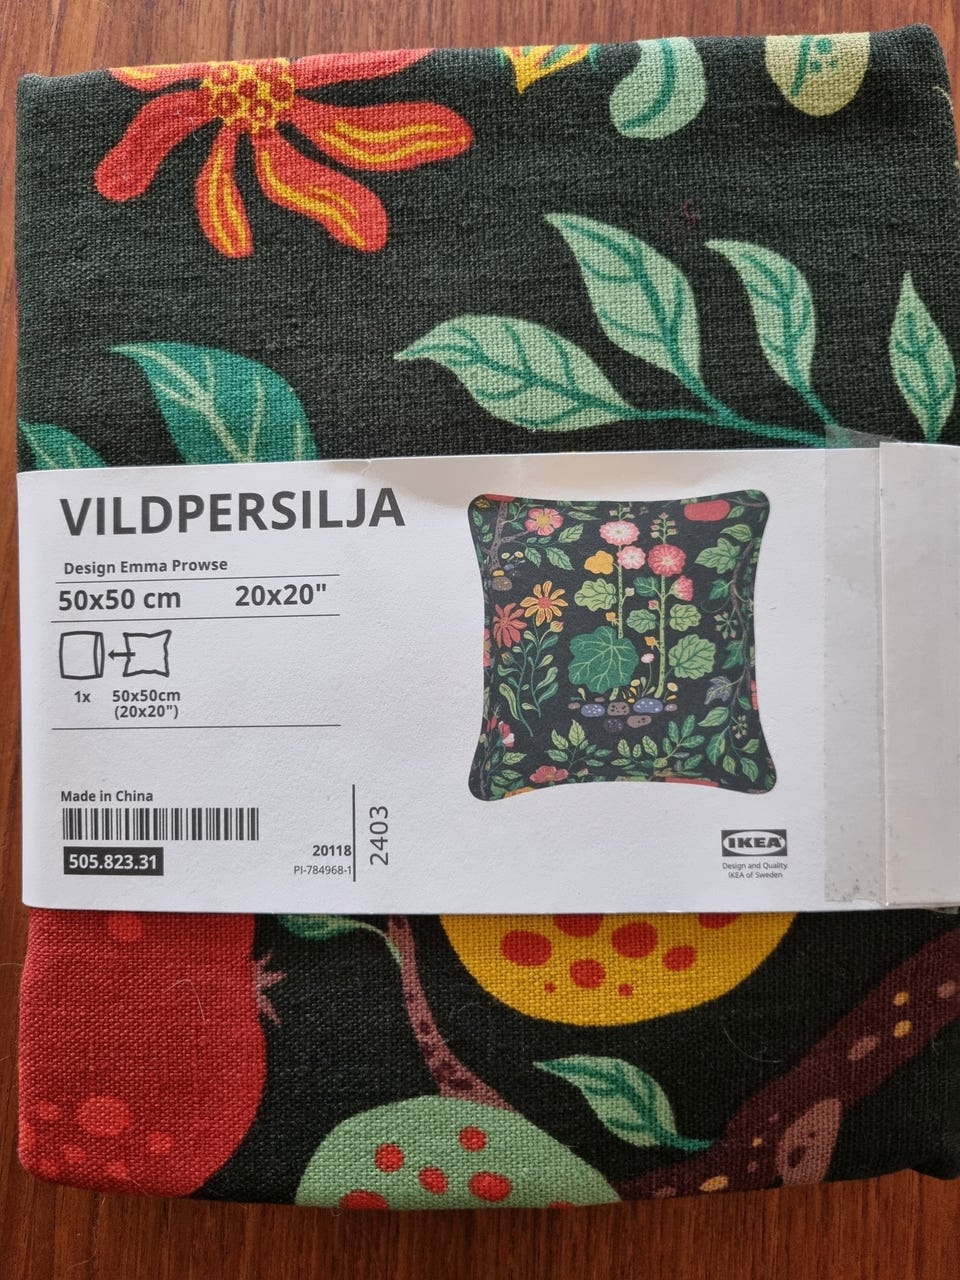 VILDPERSILJA
Design Emma Prowse
50x50 cm 20x20"
1x 50x50cm
(20x20")
Made in China
505.823.31
20118
PI-784968-1
2403
IKEA
Design and Quality
IKEA of Sweden